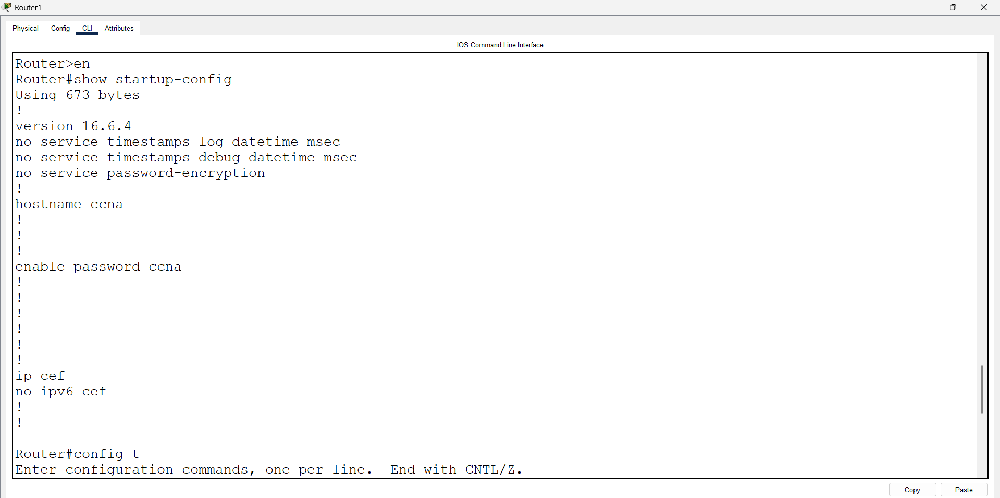 Router1
Physical Config CLI Attributes
IOS Command Line Interface
Router>en
Router#show startup-config
Using 673 bytes
!
version 16.6.4
no service timestamps log datetime msec
no service timestamps debug datetime msec
no service password-encryption
!
hostname ccna
!
!
!
enable password ccna
!
!
!
!
!
!
ip cef
no ipv6 cef
!
!
Router#config t
Enter configuration commands, one per line.  End with CNTL/Z.
Copy Paste